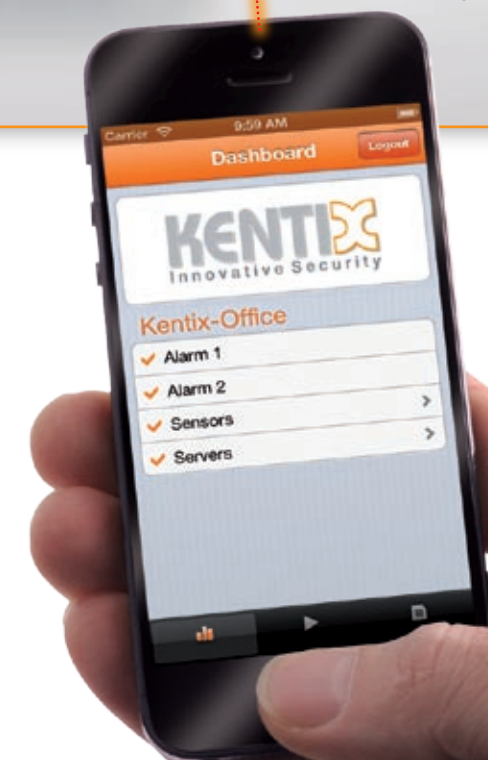 Carrier 9:59 AM
Dashboard Logout
KENTIX
Innovative Security
Kentix-Office
Alarm 1
Alarm 2
Sensors
Servers